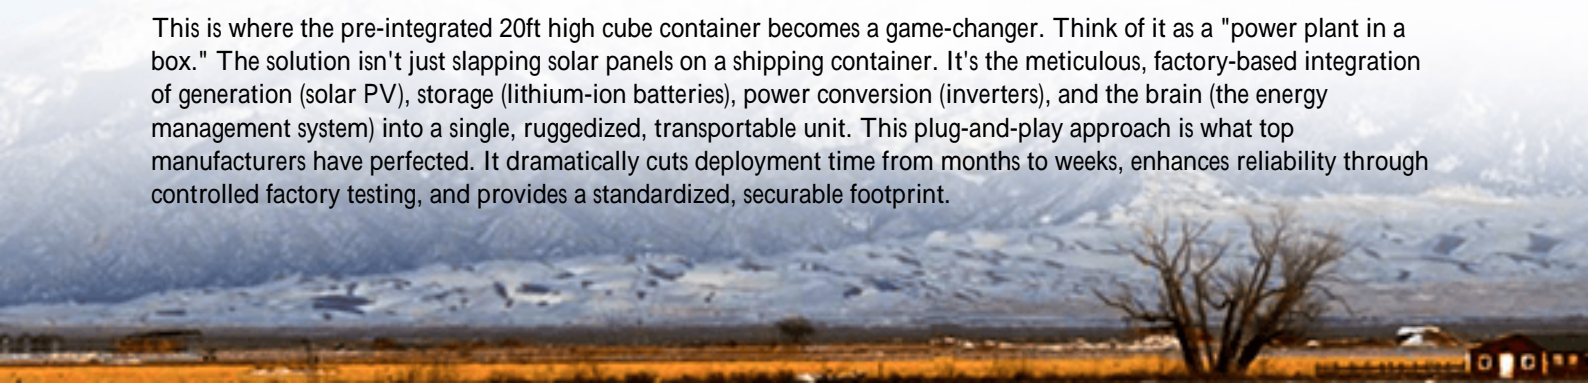 This is where the pre-integrated 20ft high cube container becomes a game-changer. Think of it as a "power plant in a
box." The solution isn't just slapping solar panels on a shipping container. It's the meticulous, factory-based integration
of generation (solar PV), storage (lithium-ion batteries), power conversion (inverters), and the brain (the energy
management system) into a single, ruggedized, transportable unit. This plug-and-play approach is what top
manufacturers have perfected. It dramatically cuts deployment time from months to weeks, enhances reliability through
controlled factory testing, and provides a standardized, securable footprint.